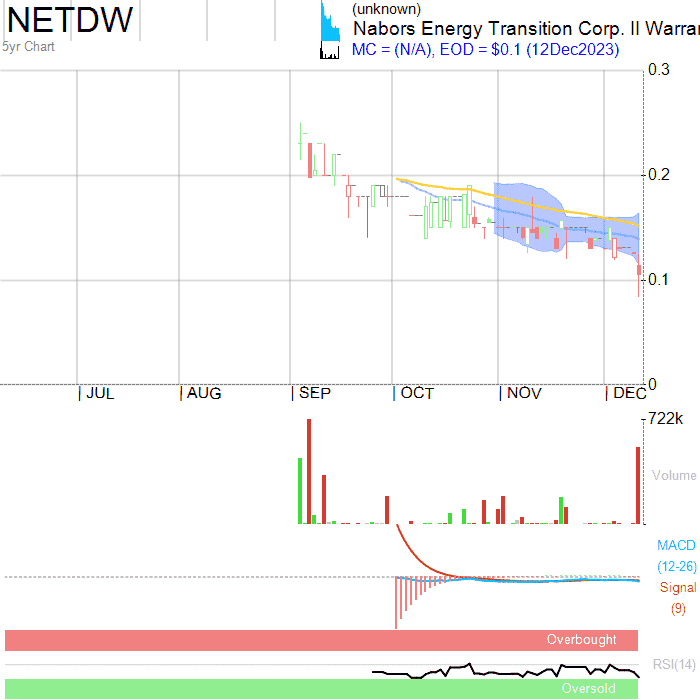 NETDW
5yr Chart
(unknown)
Nabors Energy Transition Corp. II Warra
MC = (N/A), EOD = $0.1 (12Dec2023)
0.3
0.2
0.1
0
JUL AUG SEP OCT NOV DEC
722k
Volume
MACD
(12-26)
Signal
(9)
Overbought
RSI(14)
Oversold